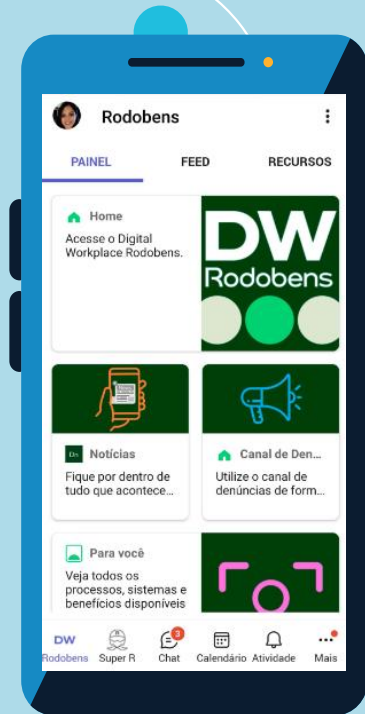 Rodobens
PAINEL FEED RECURSOS
Home
Acesse o Digital
Workplace Rodobens.
DW
Rodobens
Dn Notícias
Fique por dentro de
tudo que acontece...
Canal de Den...
Utilize o canal de
denúncias de form...
Para você
Veja todos os
processos, sistemas e
benefícios disponíveis
DW 3
Rodobens Super R Chat Calendário Atividade Mais